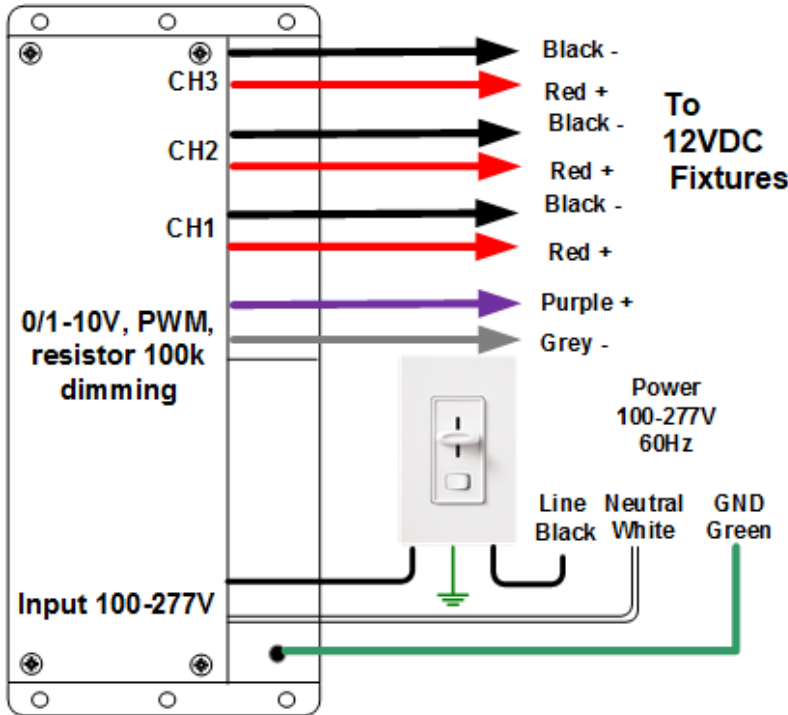 Black -
CH3
Red +
To
12VDC
Fixtures
Black -
CH2
Red +
Black -
CH1
Red +
Purple +
0/1-10V, PWM,
resistor 100k
dimming
Grey -
Power
100-277V
60Hz
Line
Black
Neutral
White
GND
Green
Input 100-277V